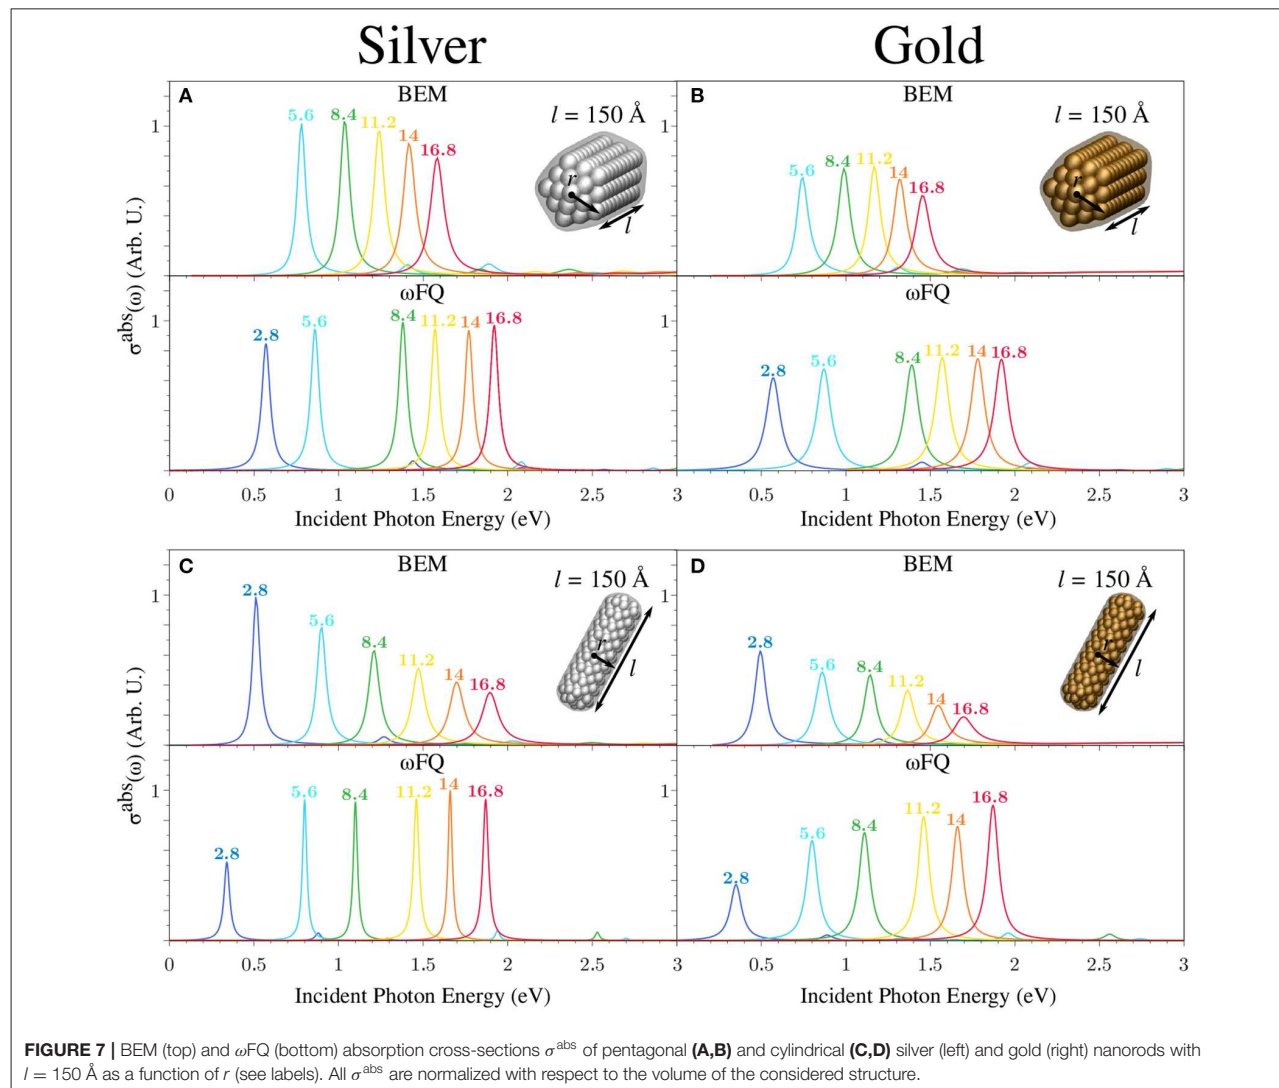 Silver
Gold
A
BEM
l = 150 Å
5.6
8.4
11.2
14
16.8
r
l
1
B
BEM
l = 150 Å
5.6
8.4
11.2
14
16.8
r
l
1
σabs(ω) (Arb. U.)
ωFQ
2.8
5.6
8.4
11.2
14
16.8
1
ωFQ
2.8
5.6
8.4
11.2
14
16.8
1
0 0.5 1 1.5 2 2.5 3
0.5 1 1.5 2 2.5 3
Incident Photon Energy (eV)
Incident Photon Energy (eV)
C
BEM
l = 150 Å
2.8
5.6
8.4
11.2
14
16.8
r
l
1
D
BEM
l = 150 Å
2.8
5.6
8.4
11.2
14
16.8
r
l
1
σabs(ω) (Arb. U.)
ωFQ
2.8
5.6
8.4
11.2
14
16.8
1
ωFQ
2.8
5.6
8.4
11.2
14
16.8
1
0 0.5 1 1.5 2 2.5 3
0.5 1 1.5 2 2.5 3
Incident Photon Energy (eV)
Incident Photon Energy (eV)
FIGURE 7 | BEM (top) and ωFQ (bottom) absorption cross-sections σabs of pentagonal (A,B) and cylindrical (C,D) silver (left) and gold (right) nanorods with
l = 150 Å as a function of r (see labels). All σabs are normalized with respect to the volume of the considered structure.